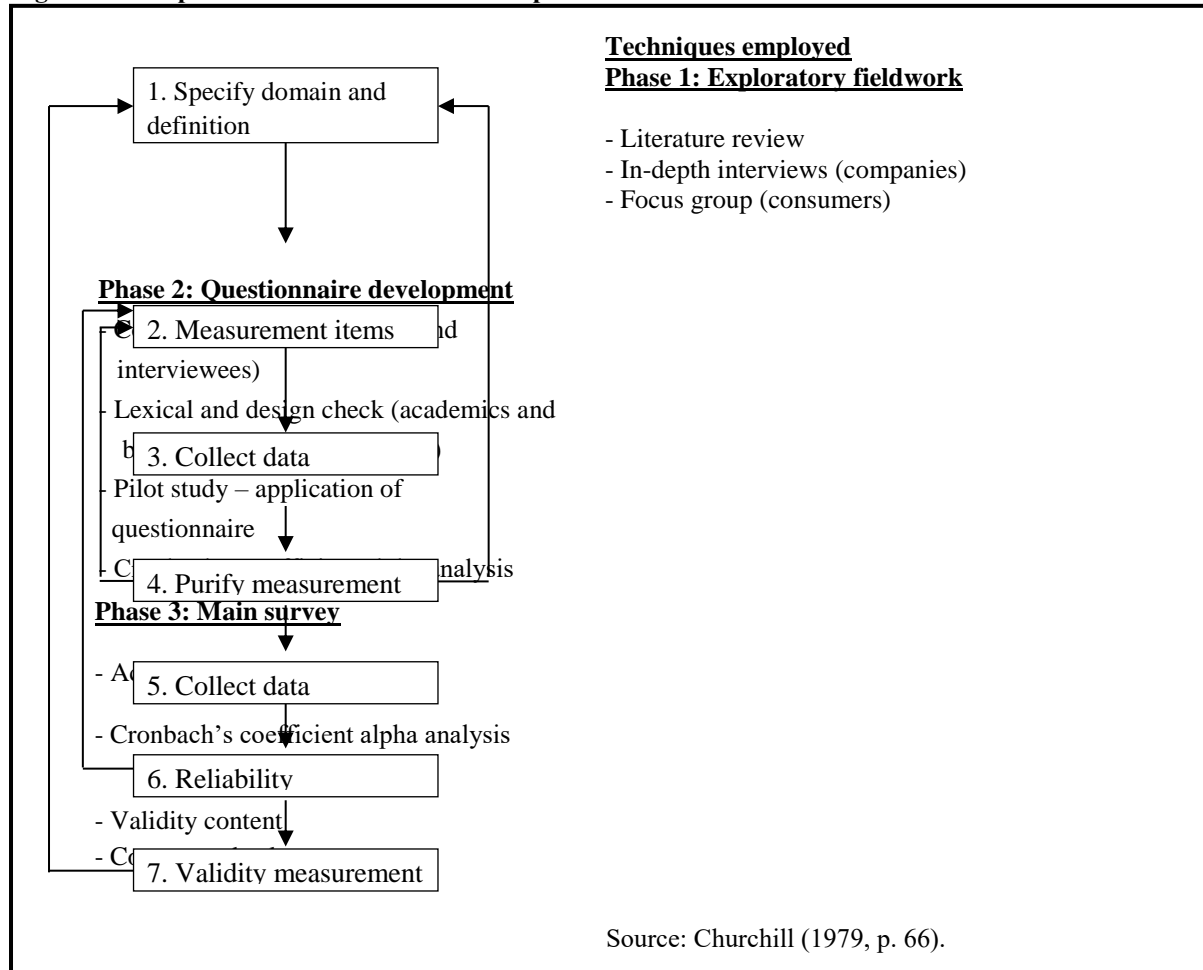 Techniques employed
Phase 1: Exploratory fieldwork
1. Specify domain and
definition
- Literature review
- In-depth interviews (companies)
- Focus group (consumers)
Phase 2: Questionnaire development
2. Measurement items
interviewees)
- Lexical and design check (academics and
3. Collect data
- Pilot study – application of
questionnaire
4. Purify measurement
analysis
Phase 3: Main survey
5. Collect data
- Cronbach’s coefficient alpha analysis
6. Reliability
- Validity content
7. Validity measurement
Source: Churchill (1979, p. 66).